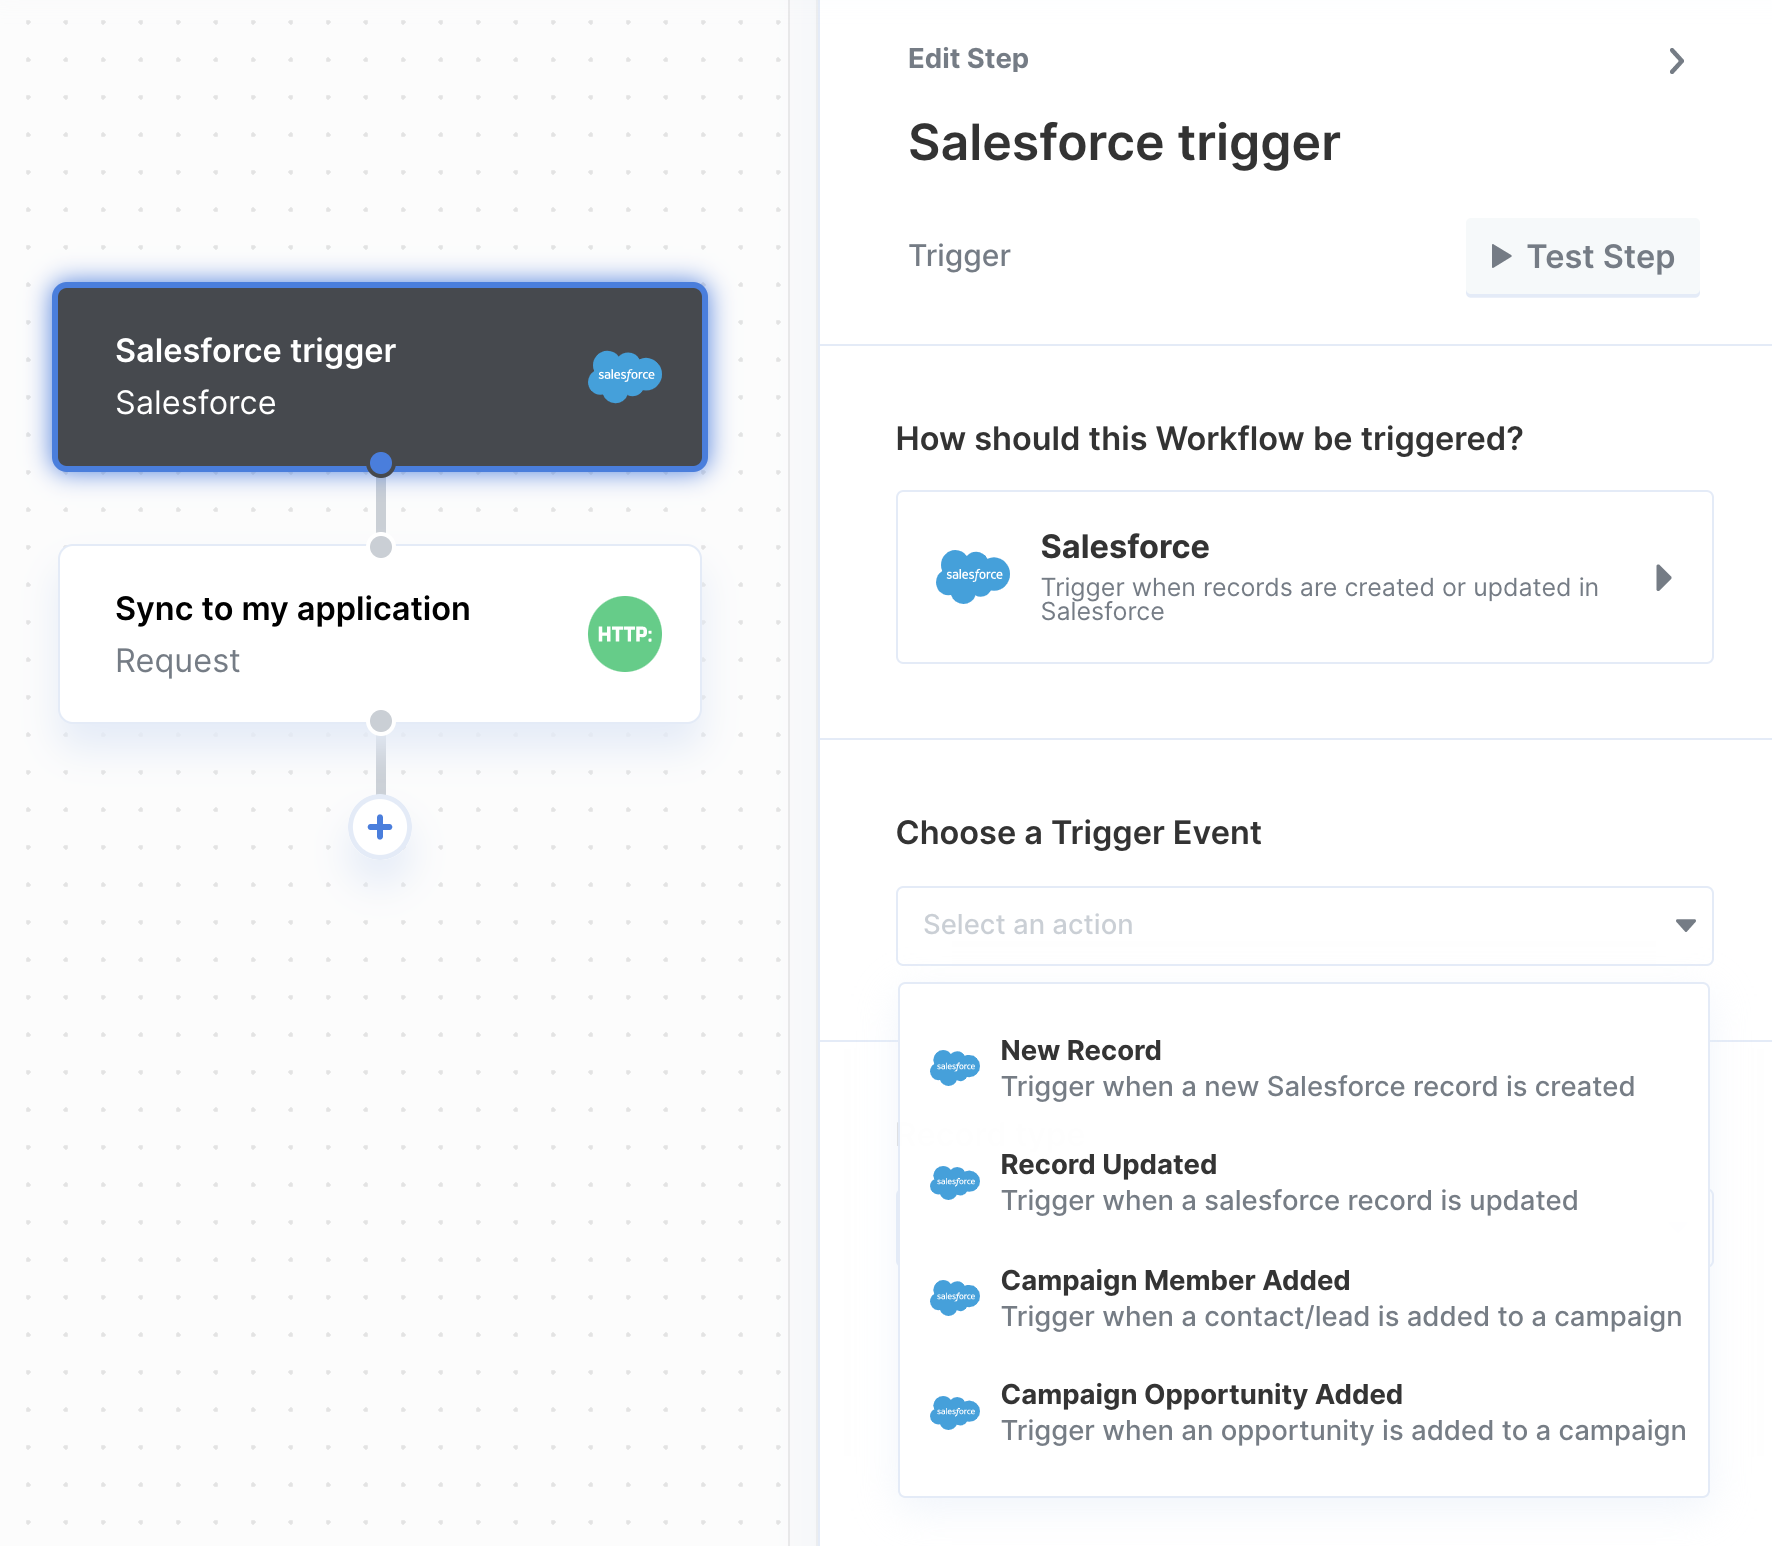 Salesforce trigger
Salesforce
salesforce
Sync to my application
Request
HTTP:
Edit Step
Salesforce trigger
Trigger
Test Step
How should this Workflow be triggered?
salesforce
Salesforce
Trigger when records are created or updated in
Salesforce
Choose a Trigger Event
Select an action
salesforce
New Record
Trigger when a new Salesforce record is created
salesforce
Record Updated
Trigger when a salesforce record is updated
salesforce
Campaign Member Added
Trigger when a contact/lead is added to a campaign
salesforce
Campaign Opportunity Added
Trigger when an opportunity is added to a campaign